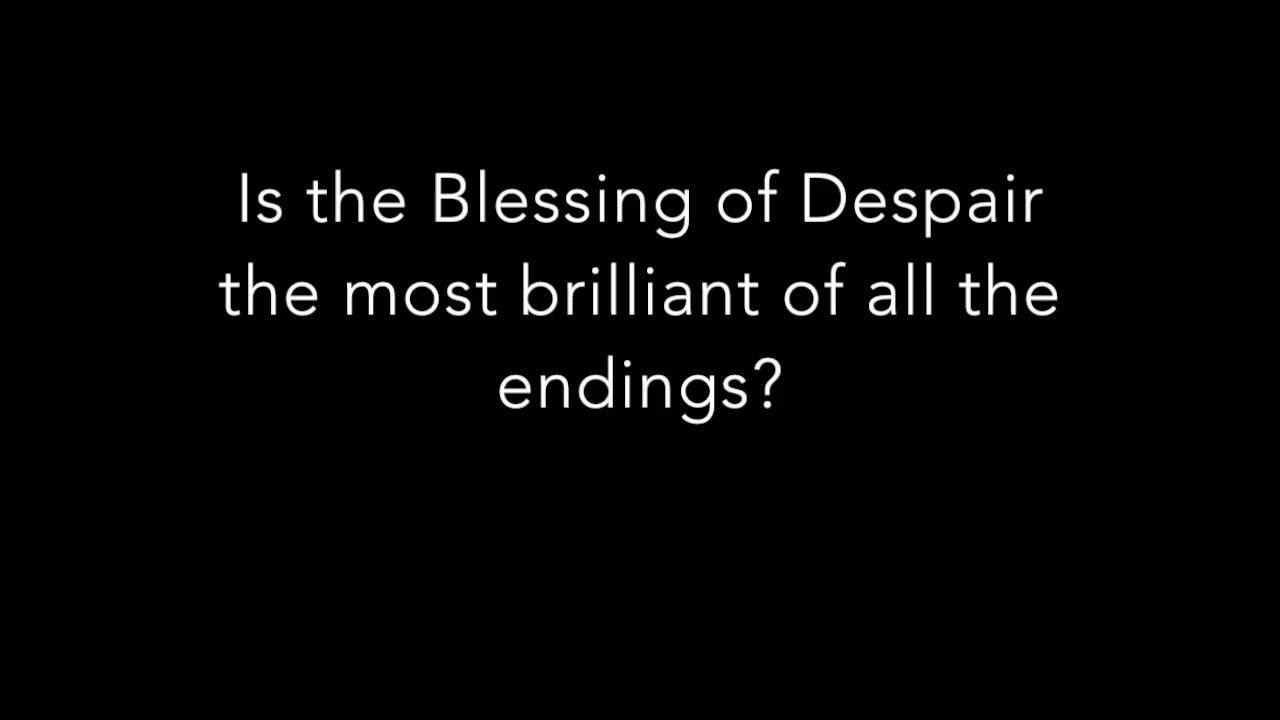 Is the Blessing of Despair
the most brilliant of all the
endings?